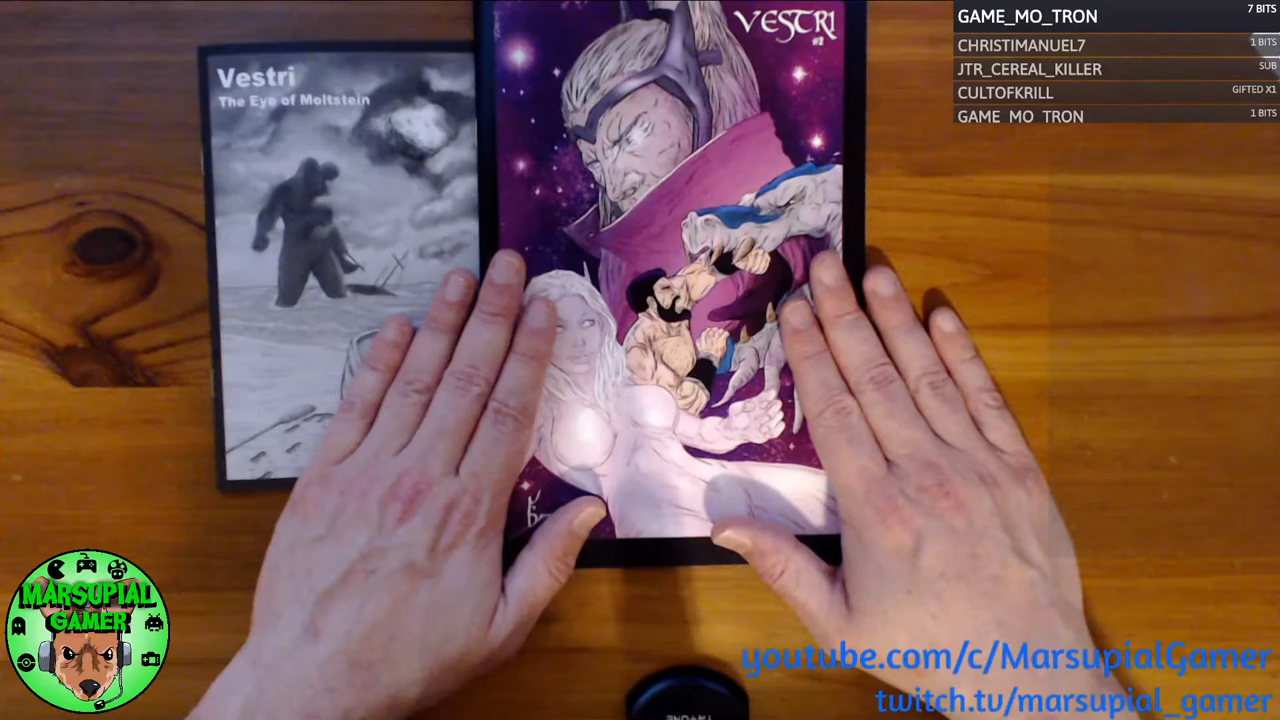 Vestri
The Eye of Moltstein
VESTRI
#2
GAME_MO_TRON 7 BITS
CHRISTIMANUEL7 1 BITS
JTR_CEREAL_KILLER SUB
CULTOFKRILL GIFTED X1
GAME_MO_TRON 1 BITS
MARSUPIAL
GAMER
youtube.com/c/MarsupialGamer
twitch.tv/marsupial_gamer